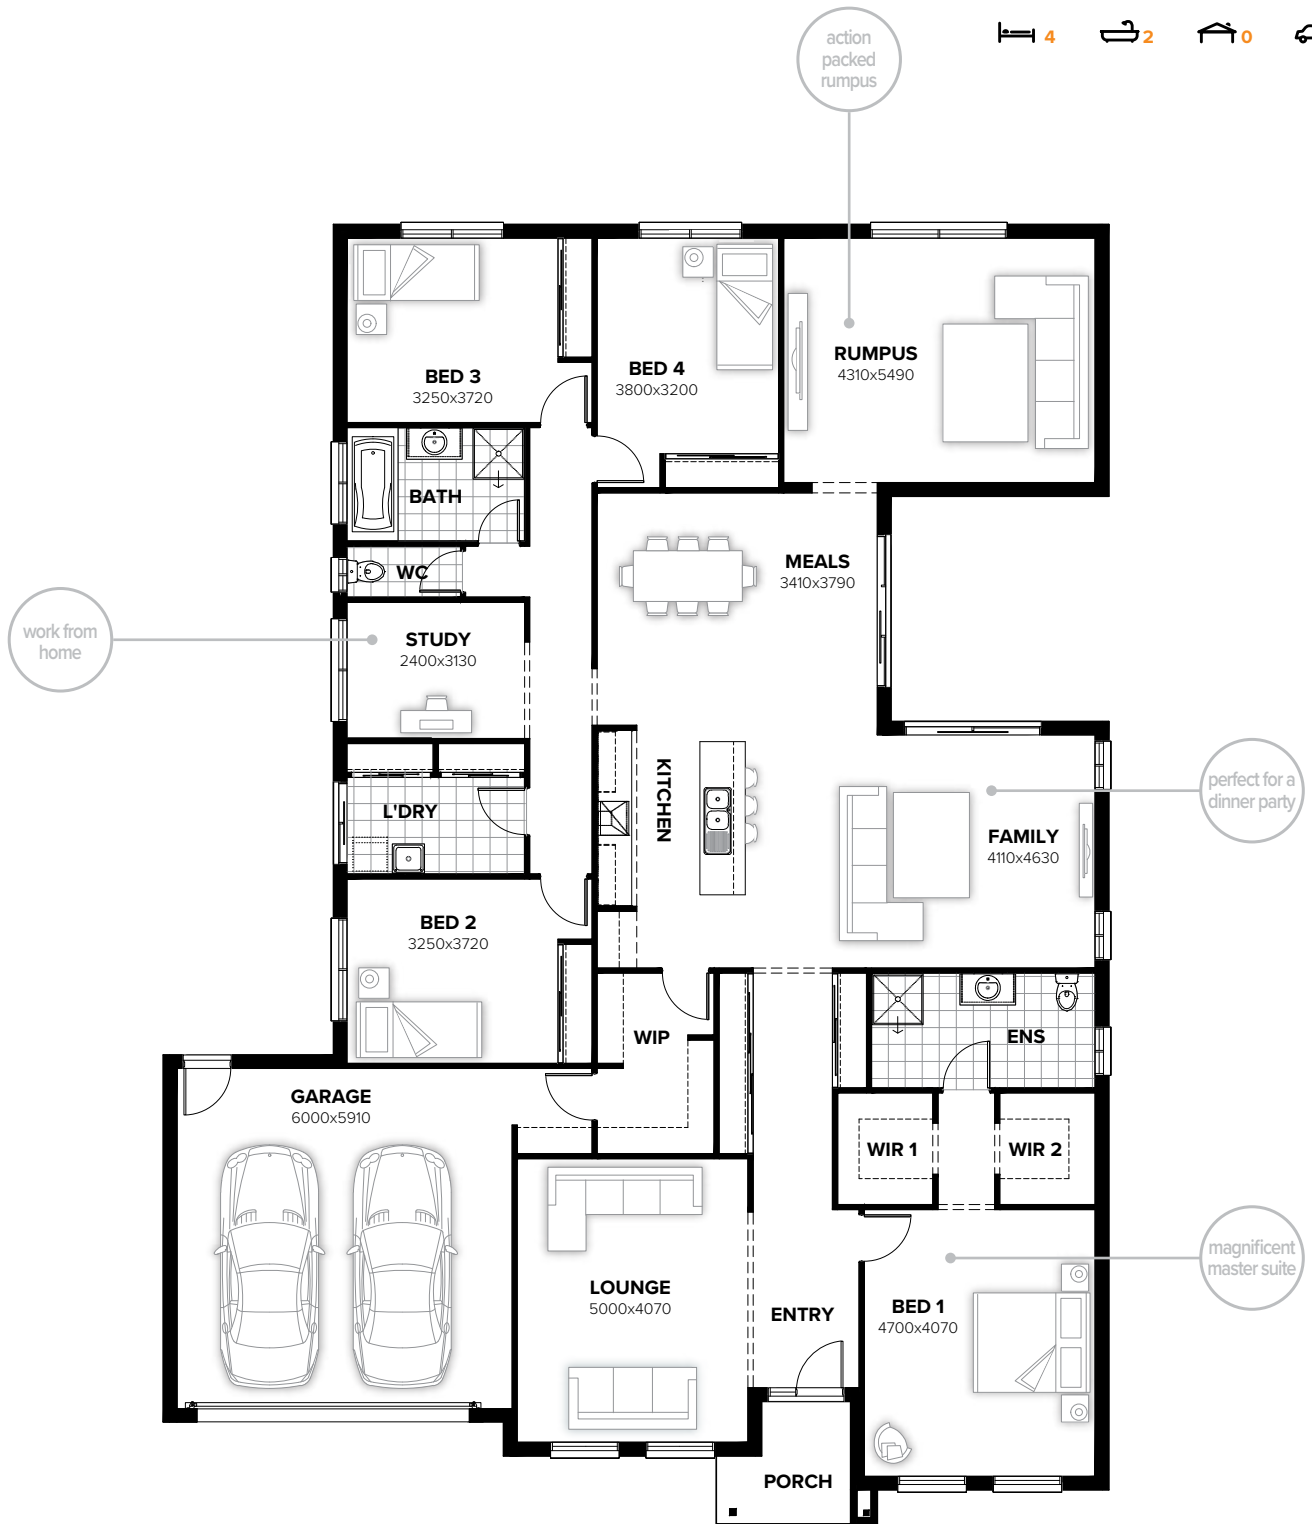 4 2 0
action
packed
rumpus
BED 3
3250x3720
BED 4
3800x3200
RUMPUS
4310x5490
BATH
MEALS
3410x3790
WC
work from
home
STUDY
2400x3130
KITCHEN
perfect for a
dinner party
L'DRY
FAMILY
4110x4630
BED 2
3250x3720
WIP
ENS
GARAGE
6000x5910
WIR 1
WIR 2
magnificent
master suite
LOUNGE
5000x4070
ENTRY
BED 1
4700x4070
PORCH